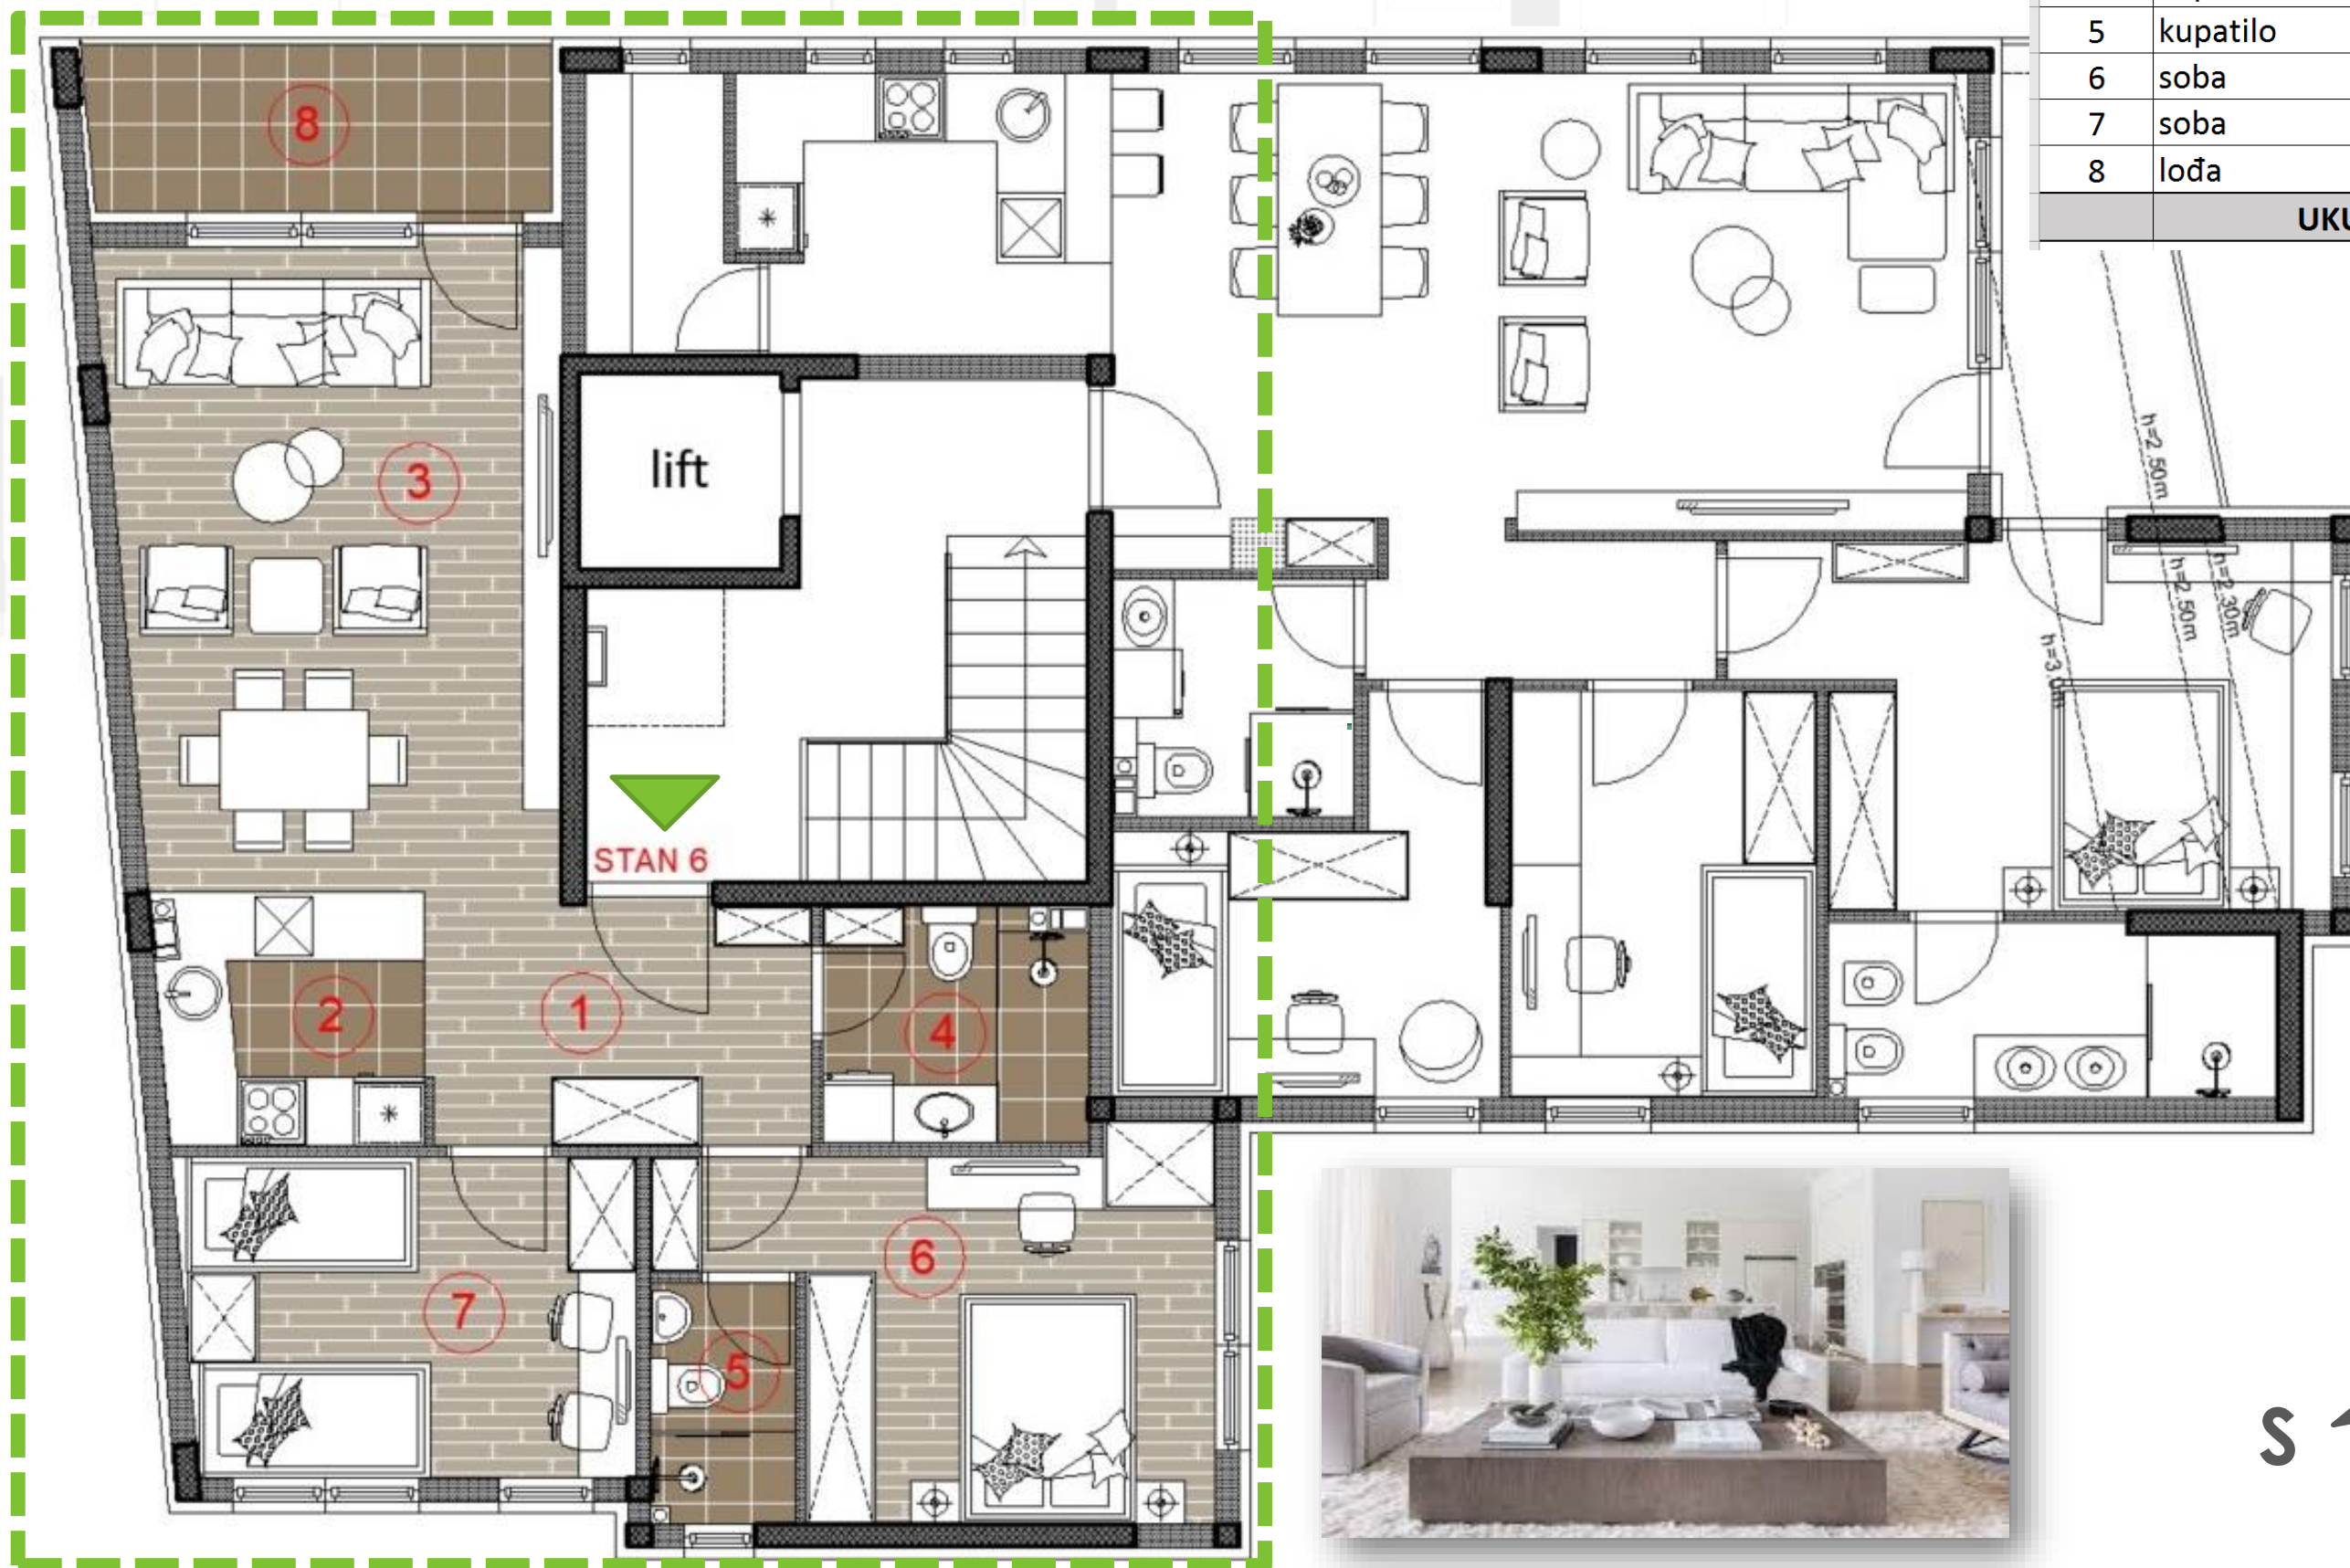 5 kupatilo
6 soba
7 soba
8 lođa
UKU
8
3
lift
h=2.50m
h=2.50m
h=2.30m
STAN 6
2
1
4
6
7
5
S